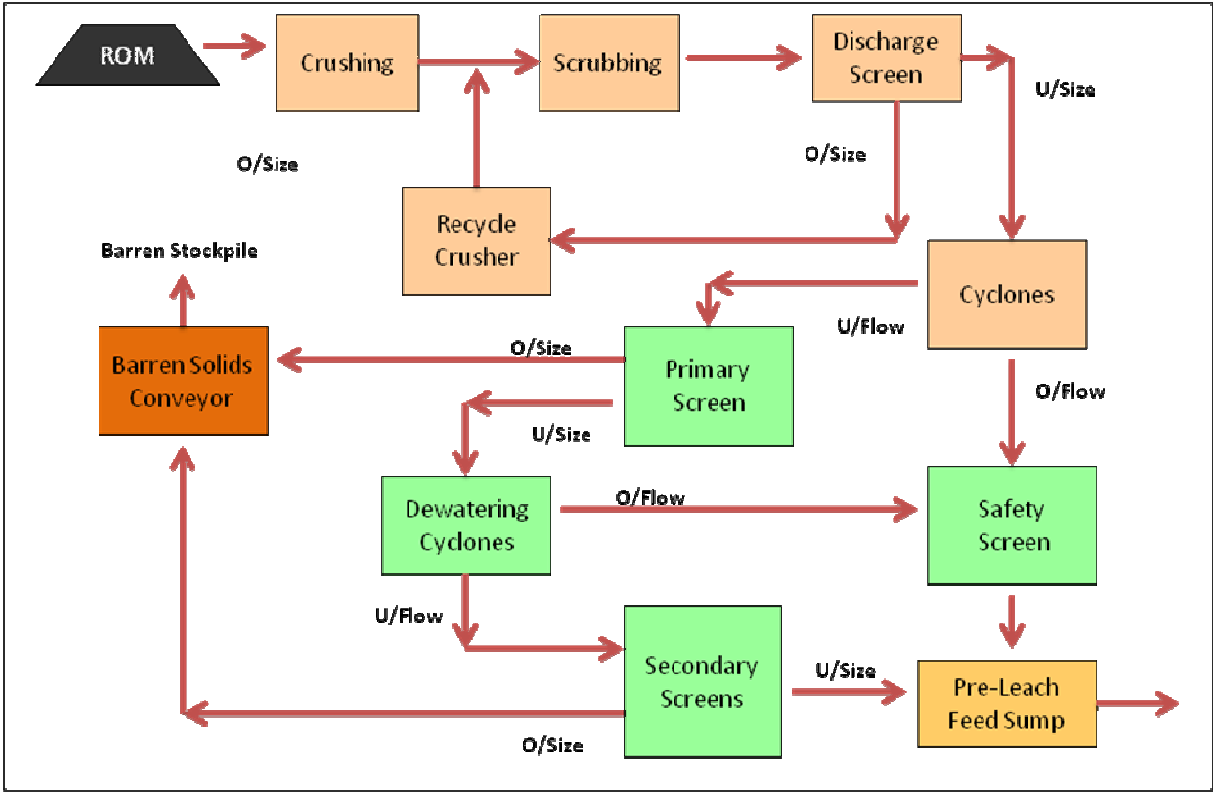 ROM
Crushing
Scrubbing
Discharge
Screen
U/Size
O/Size
O/Size
Recycle
Crusher
Barren Stockpile
Cyclones
U/Flow
O/Size
Barren Solids
Conveyor
Primary
Screen
O/Flow
U/Size
Dewatering
Cyclones
O/Flow
Safety
Screen
U/Flow
Secondary
Screens
U/Size
Pre-Leach
Feed Sump
O/Size